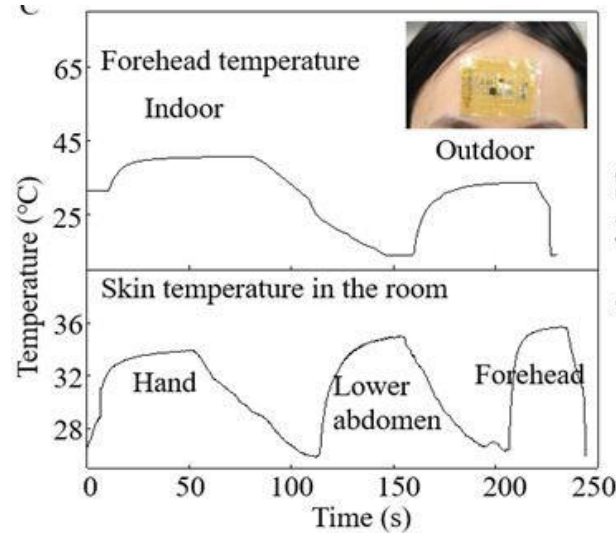 C
65
Forehead temperature
Indoor
45
Outdoor
25
Temperature (°C)
Skin temperature in the room
36
32
Hand
Lower
abdomen
Forehead
28
0 50 100 150 200 250
Time (s)